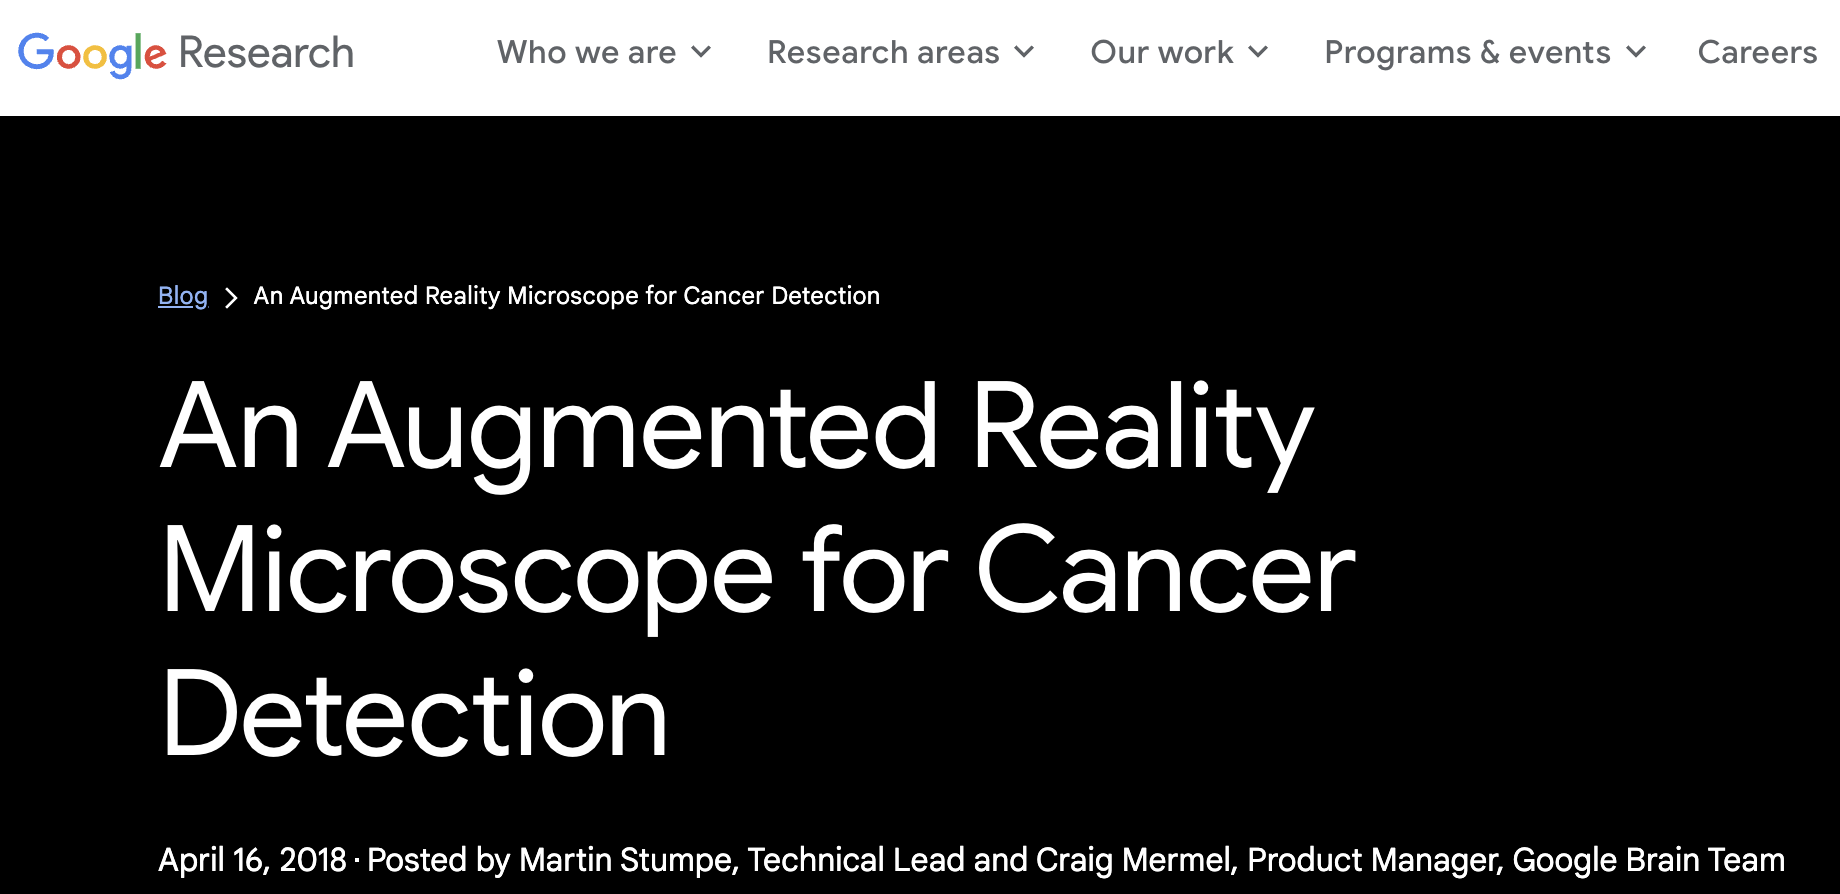 Google Research Who we are Research areas Our work Programs & events Careers
Blog > An Augmented Reality Microscope for Cancer Detection
An Augmented Reality
Microscope for Cancer
Detection
April 16, 2018 · Posted by Martin Stumpe, Technical Lead and Craig Mermel, Product Manager, Google Brain Team